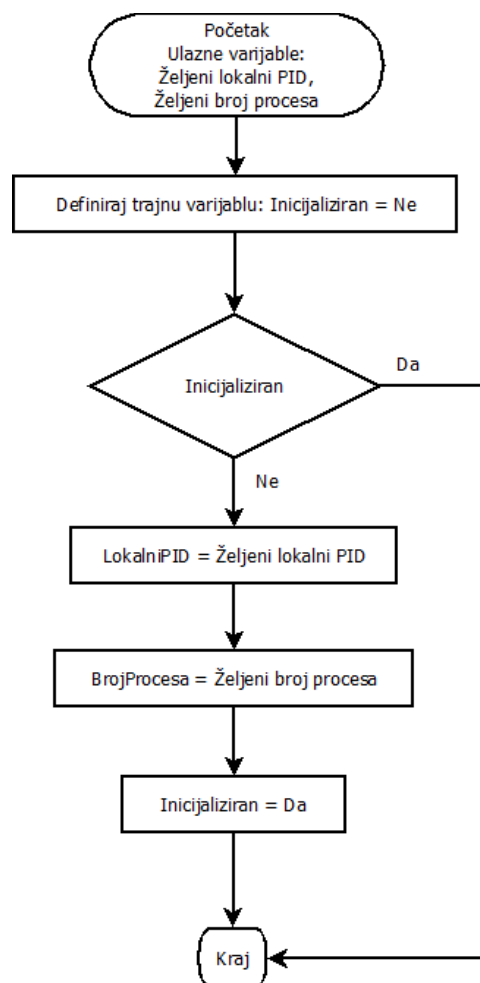 Početak
Ulazne varijable:
Željeni lokalni PID,
Željeni broj procesa
Definiraj trajnu varijablu: Inicijaliziran = Ne
Inicijaliziran
Da
Ne
LokalniPID = Željeni lokalni PID
BrojProcesa = Željeni broj procesa
Inicijaliziran = Da
Kraj